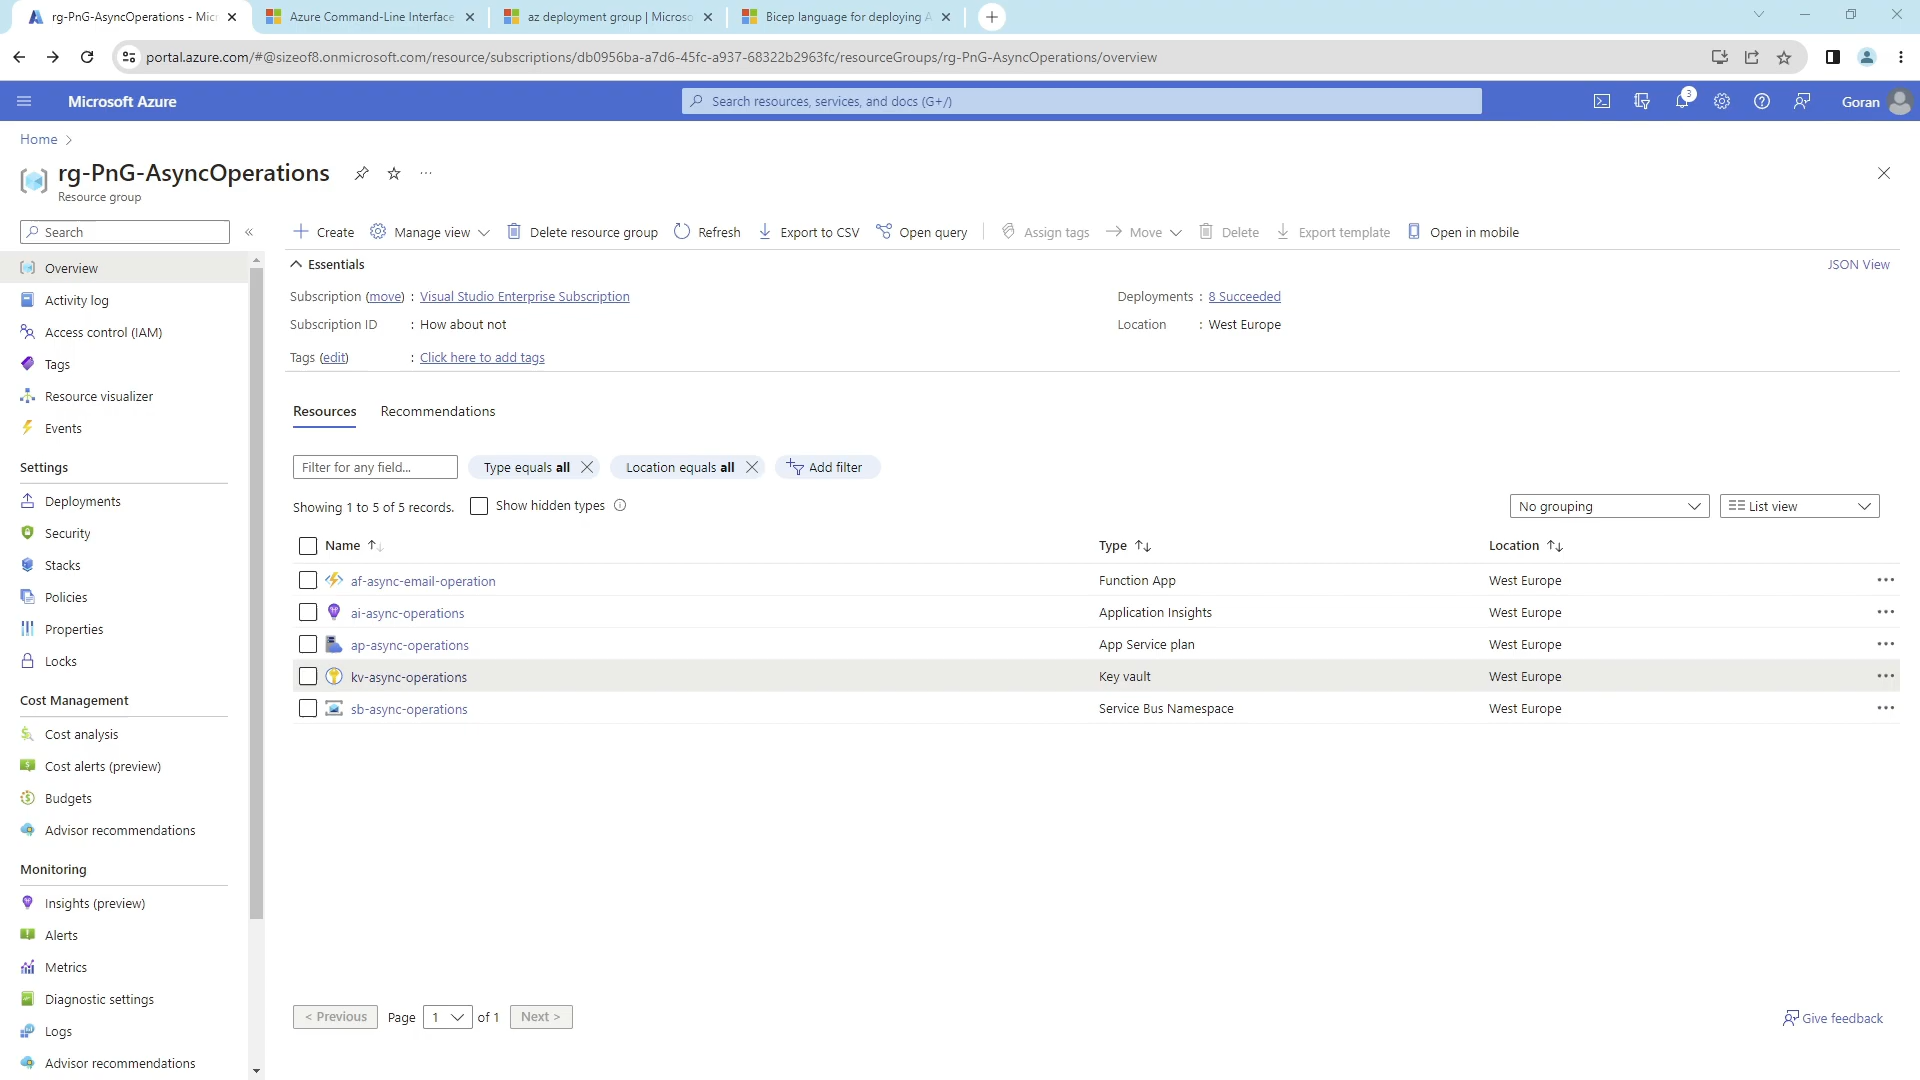 rg-PnG-AsyncOperations - Micr
Azure Command-Line Interface
az deployment group | Microso
Bicep language for deploying A
portal.azure.com/#@sizeof8.onmicrosoft.com/resource/subscriptions/db0956ba-a7d6-45fc-a937-68322b2963fc/resourceGroups/rg-PnG-AsyncOperations/overview
Microsoft Azure
Search resources, services, and docs (G+/)
3
Goran
Home
rg-PnG-AsyncOperations
Resource group
Search
Create
Manage view
Delete resource group
Refresh
Export to CSV
Open query
Assign tags
Move
Delete
Export template
Open in mobile
Overview
Activity log
Access control (IAM)
Tags
Resource visualizer
Events
Settings
Deployments
Security
Stacks
Policies
Properties
Locks
Cost Management
Cost analysis
Cost alerts (preview)
Budgets
Advisor recommendations
Monitoring
Insights (preview)
Alerts
Metrics
Diagnostic settings
Logs
Advisor recommendations
Essentials
JSON View
Subscription (move) : Visual Studio Enterprise Subscription
Subscription ID : How about not
Tags (edit) : Click here to add tags
Deployments : 8 Succeeded
Location : West Europe
Resources Recommendations
Filter for any field... Type equals all Location equals all Add filter
Showing 1 to 5 of 5 records. Show hidden types
No grouping List view
Name Type Location
af-async-email-operation Function App West Europe
ai-async-operations Application Insights West Europe
ap-async-operations App Service plan West Europe
kv-async-operations Key vault West Europe
sb-async-operations Service Bus Namespace West Europe
< Previous Page 1 of 1 Next >
Give feedback